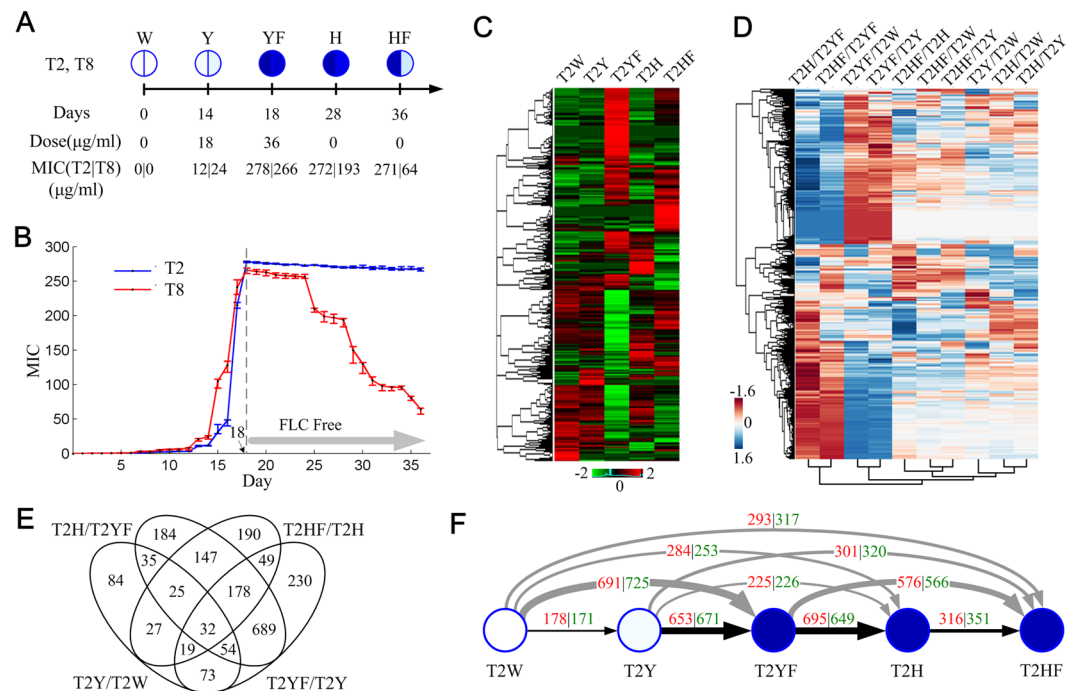 A
W Y YF H HF
T2, T8
Days 0 14 18 28 36
Dose(μg/ml) 0 18 36 0 0
MIC(T2|T8) 0|0 12|24 278|266 272|193 271|64
(μg/ml)
B
300
250
200
150
100
50
0
MIC
T2
T8
18
FLC Free
5 10 15 20 25 30 35
Day
C
T2W T2Y T2YF T2H T2HF
-2 0 2
D
T2H/T2YF T2HF/T2YF T2YF/T2W T2YF/T2Y T2HF/T2H T2HF/T2W T2HF/T2Y T2Y/T2W T2H/T2W T2H/T2Y
-1.6
0
1.6
E
T2H/T2YF T2HF/T2H
184 190
35 147 49
84 25 178 230
27 32 689
19 54
73
T2Y/T2W T2YF/T2Y
F
293|317
284|253 301|320
691|725 225|226 576|566
178|171 653|671 695|649 316|351
T2W T2Y T2YF T2H T2HF